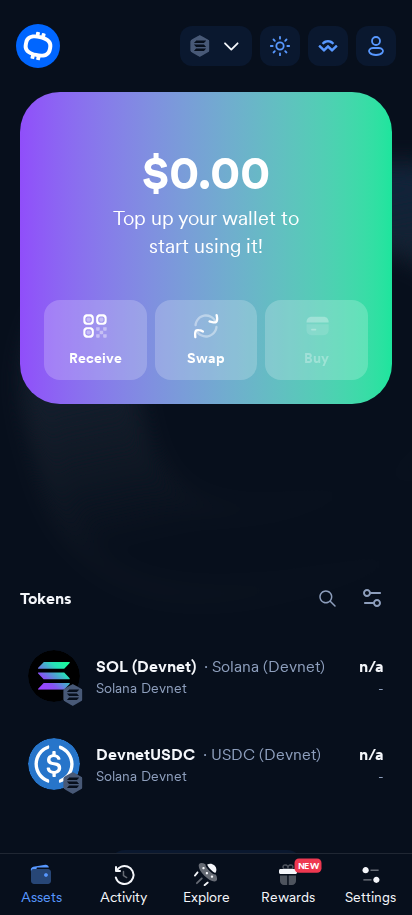 $0.00
Top up your wallet to
start using it!
Receive Swap Buy
Tokens
SOL (Devnet) · Solana (Devnet) n/a
Solana Devnet -
DevnetUSDC · USDC (Devnet) n/a
Solana Devnet -
NEW
Assets Activity Explore Rewards Settings